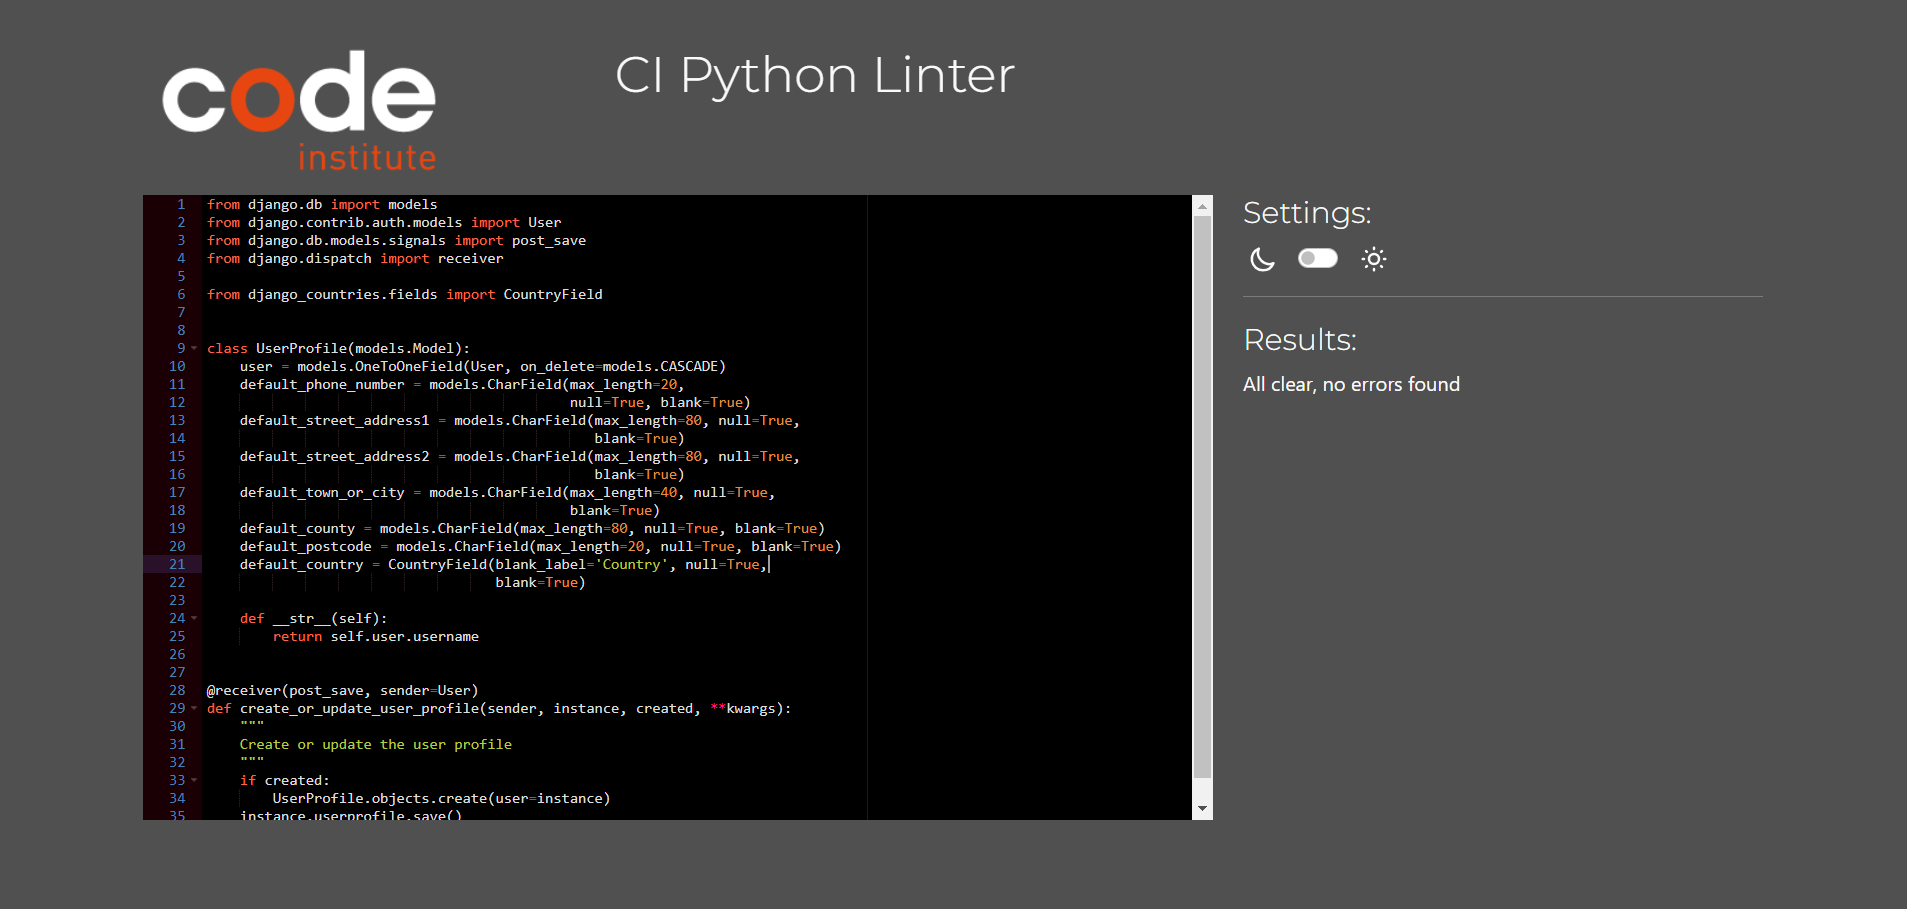 code
institute
CI Python Linter
1 from django.db import models
2 from django.contrib.auth.models import User
3 from django.db.models.signals import post_save
4 from django.dispatch import receiver
5
6 from django_countries.fields import CountryField
7
8
9 class UserProfile(models.Model):
10     user = models.OneToOneField(User, on_delete=models.CASCADE)
11     default_phone_number = models.CharField(max_length=20,
12                                             null=True, blank=True)
13     default_street_address1 = models.CharField(max_length=80, null=True,
14                                                blank=True)
15     default_street_address2 = models.CharField(max_length=80, null=True,
16                                                blank=True)
17     default_town_or_city = models.CharField(max_length=40, null=True,
18                                             blank=True)
19     default_county = models.CharField(max_length=80, null=True, blank=True)
20     default_postcode = models.CharField(max_length=20, null=True, blank=True)
21     default_country = CountryField(blank_label='Country', null=True,
22                                    blank=True)
23
24     def __str__(self):
25         return self.user.username
26
27
28 @receiver(post_save, sender=User)
29 def create_or_update_user_profile(sender, instance, created, **kwargs):
30     """
31     Create or update the user profile
32     """
33     if created:
34         UserProfile.objects.create(user=instance)
35     instance.userprofile.save()
Settings:
Results:
All clear, no errors found